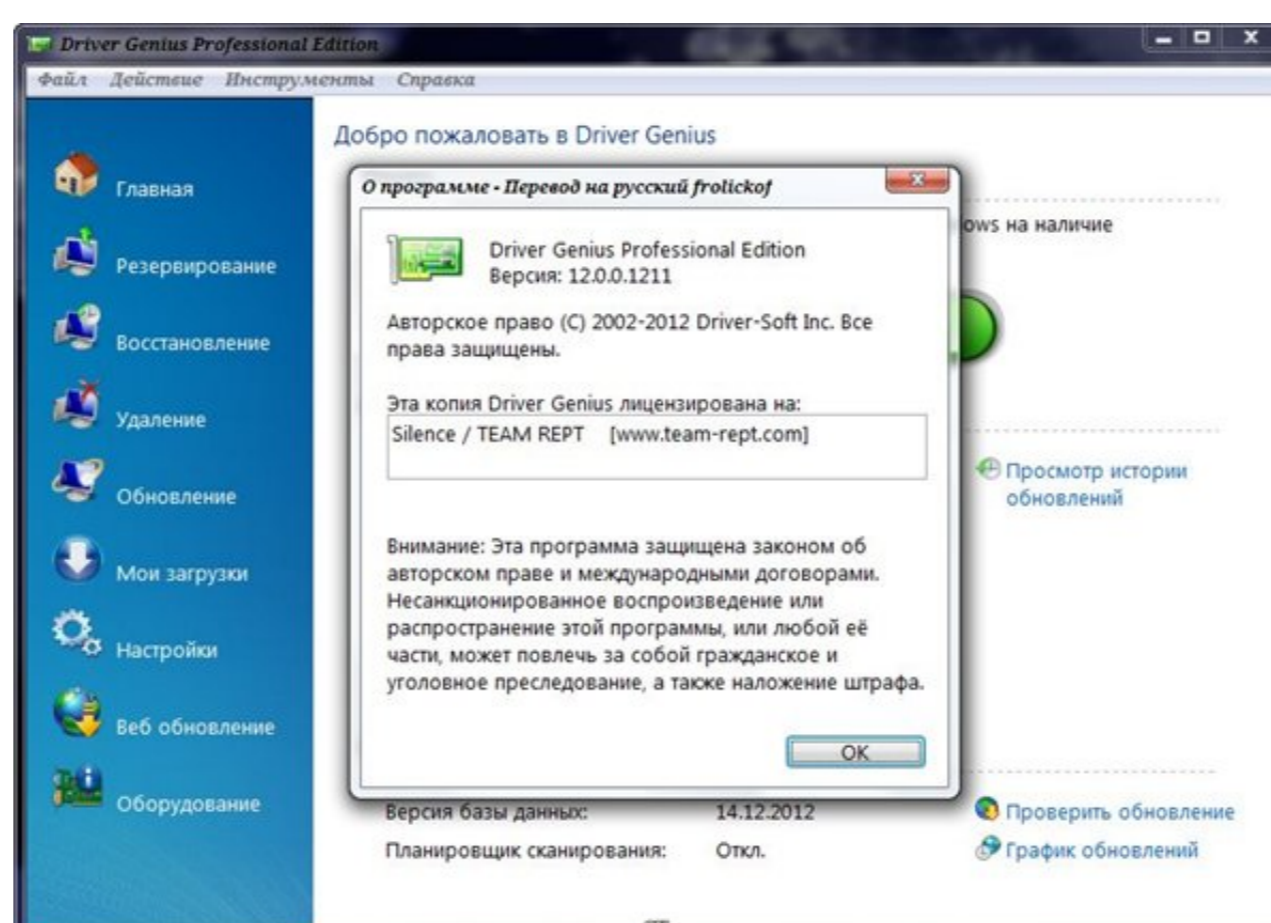 Driver Genius Professional Edition
Файл Действие Инструменты Справка
Добро пожаловать в Driver Genius
Главная
Резервирование
Восстановление
Удаление
Обновление
Мои загрузки
Настройки
Веб обновление
Оборудование
О программе - Перевод на русский frolickof
Driver Genius Professional Edition
Версия: 12.0.0.1211
Авторское право (C) 2002-2012 Driver-Soft Inc. Все
права защищены.
Эта копия Driver Genius лицензирована на:
Silence / TEAM REPT [www.team-rept.com]
Внимание: Эта программа защищена законом об
авторском праве и международными договорами.
Несанкционированное воспроизведение или
распространение этой программы, или любой её
части, может повлечь за собой гражданское и
уголовное преследование, а также наложение штрафа.
OK
на наличие
Просмотр истории
обновлений
Версия базы данных: 14.12.2012
Проверить обновление
Планировщик сканирования: Откл.
График обновлений